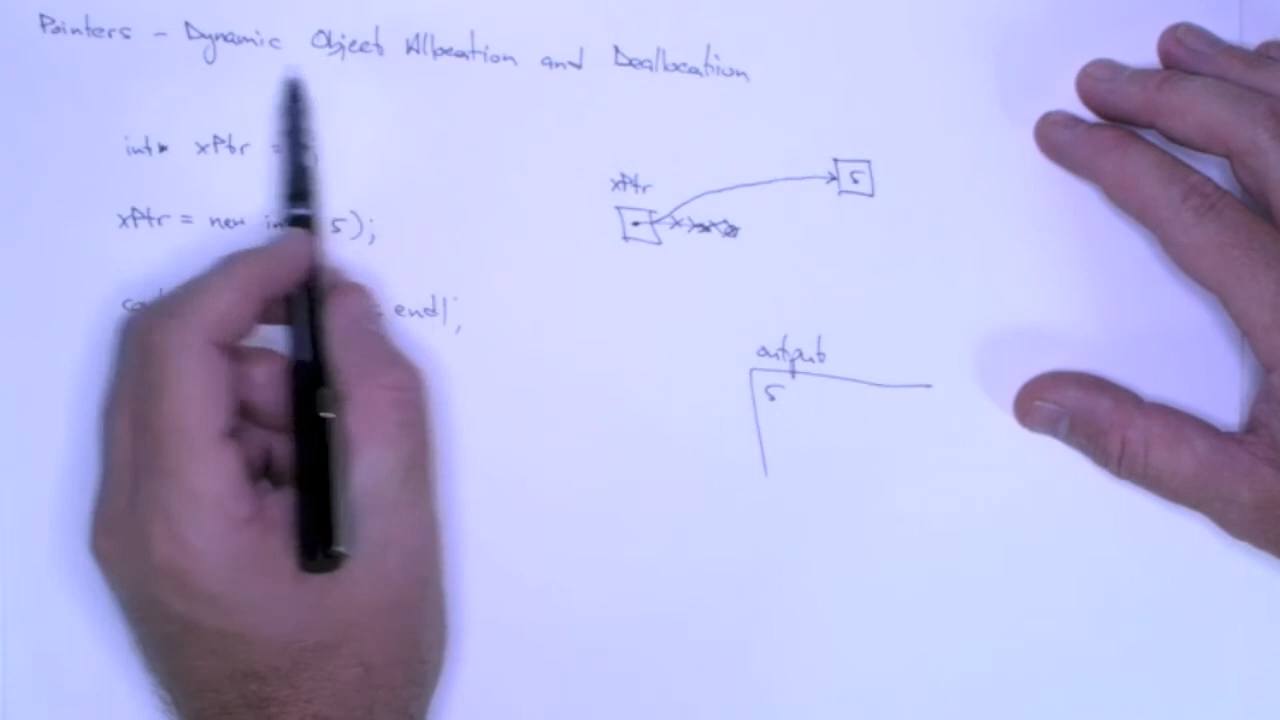 Pointers - Dynamic Object Allocation and Deallocation
int* xPtr =
xPtr = new in 5);
endl;
xPtr
5
output
5